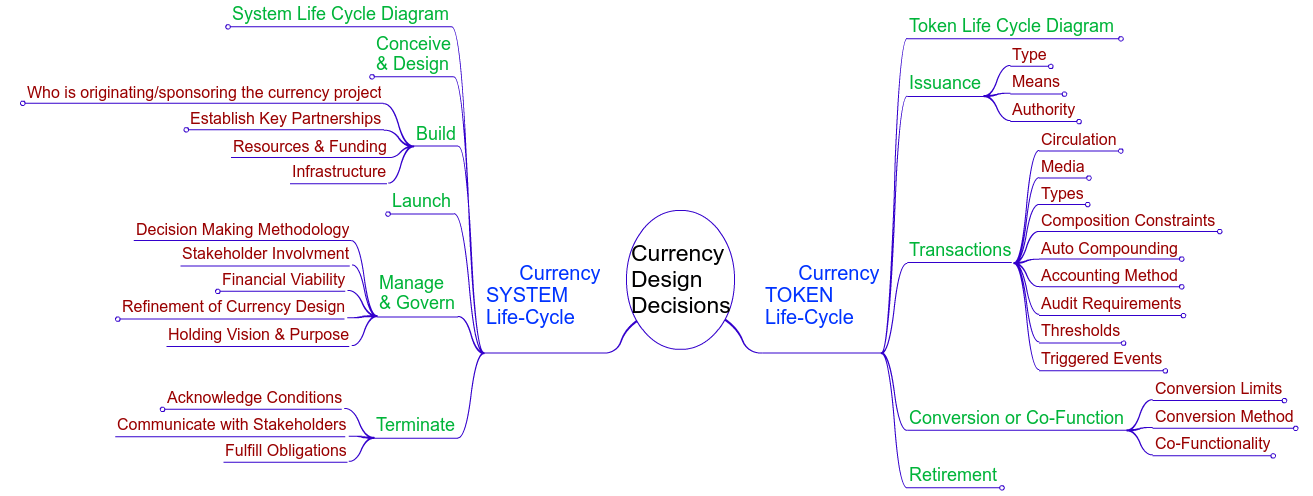 System Life Cycle Diagram
Conceive
& Design
Who is originating/sponsoring the currency project
Establish Key Partnerships
Resources & Funding
Infrastructure
Build
Launch
Decision Making Methodology
Stakeholder Involvment
Financial Viability
Refinement of Currency Design
Holding Vision & Purpose
Manage
& Govern
Acknowledge Conditions
Communicate with Stakeholders
Fulfill Obligations
Terminate
Currency
SYSTEM
Life-Cycle
Currency
Design
Decisions
Currency
TOKEN
Life-Cycle
Token Life Cycle Diagram
Issuance
Type
Means
Authority
Transactions
Circulation
Media
Types
Composition Constraints
Auto Compounding
Accounting Method
Audit Requirements
Thresholds
Triggered Events
Conversion or Co-Function
Conversion Limits
Conversion Method
Co-Functionality
Retirement